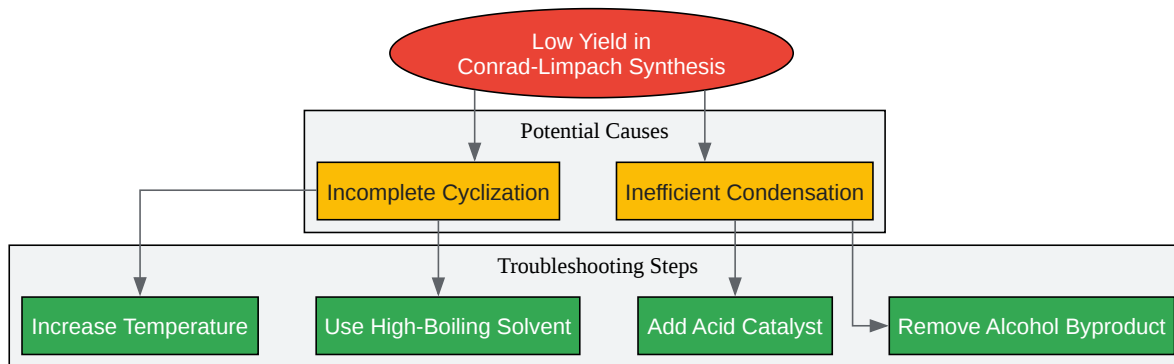 Low Yield in
Conrad-Limpach Synthesis
Potential Causes
Incomplete Cyclization
Inefficient Condensation
Troubleshooting Steps
Increase Temperature
Use High-Boiling Solvent
Add Acid Catalyst
Remove Alcohol Byproduct